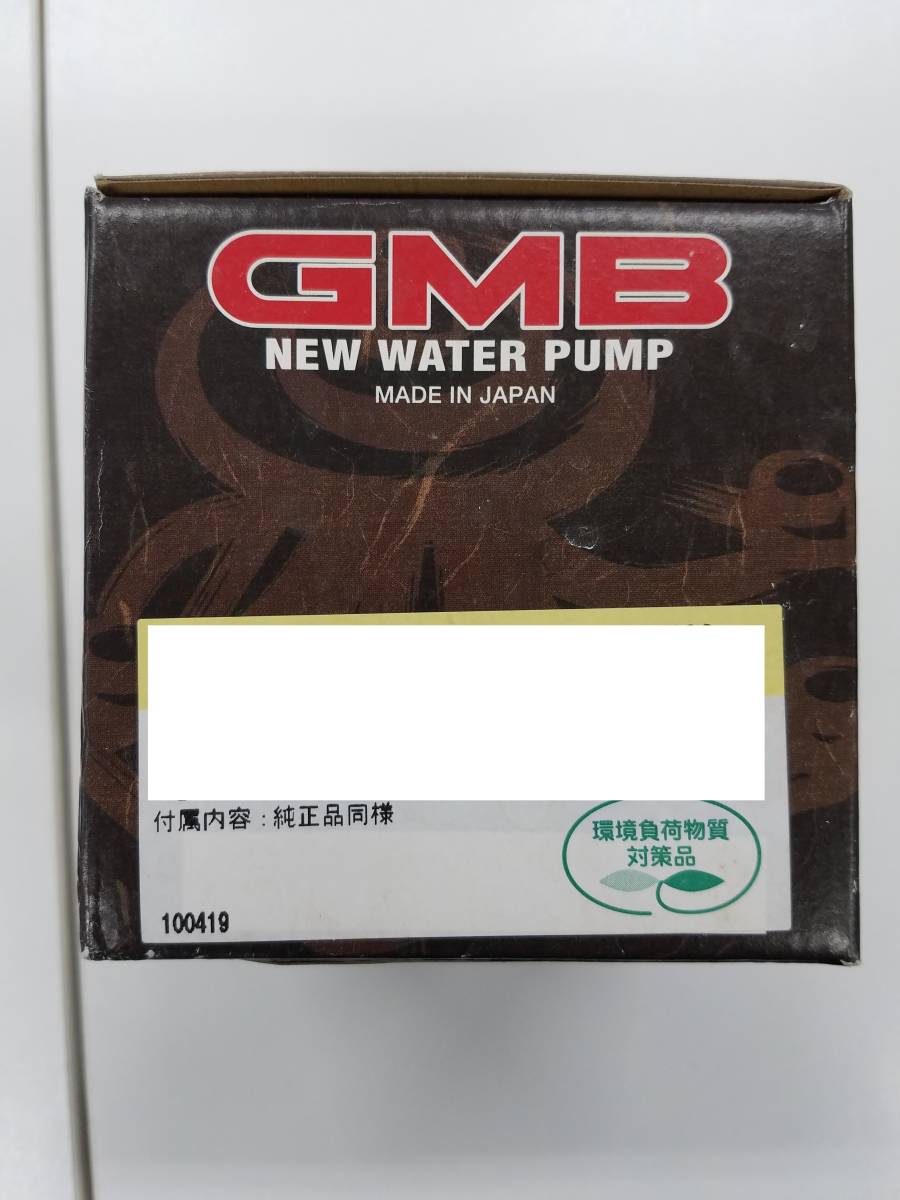 GMB
NEW WATER PUMP
MADE IN JAPAN
付属内容：純正品同様
環境負荷物質
対策品
100419